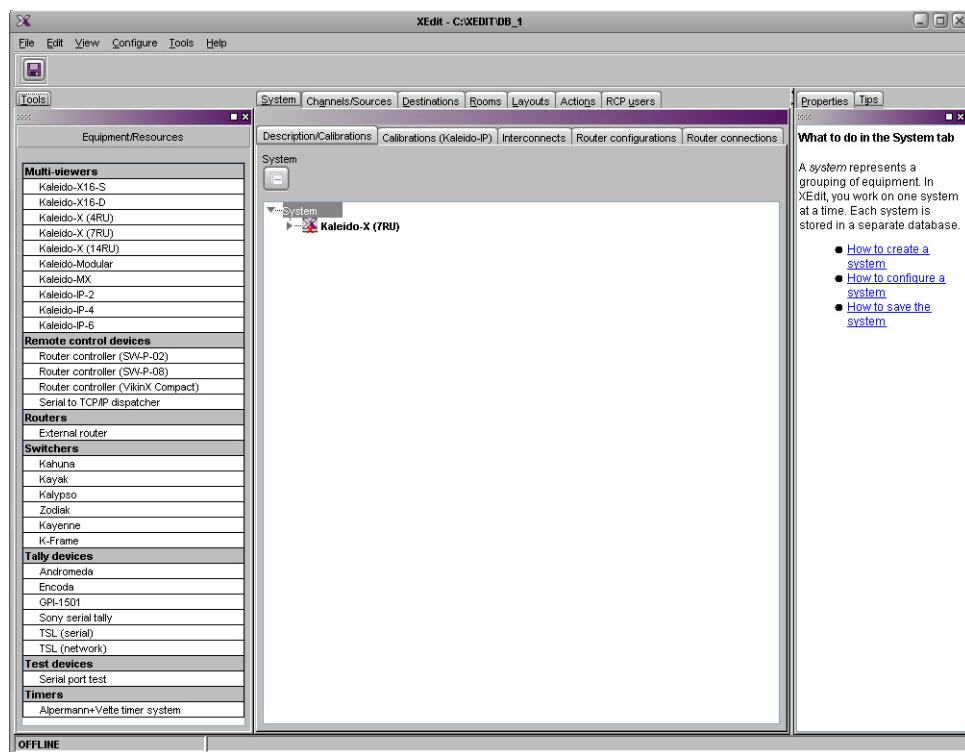 XEdit - C:\XEDIT\DB_1
File Edit View Configure Tools Help
Tools
Equipment/Resources
Multi-viewers
Kaleido-X16-S
Kaleido-X16-D
Kaleido-X (4RU)
Kaleido-X (7RU)
Kaleido-X (14RU)
Kaleido-Modular
Kaleido-MX
Kaleido-IP-2
Kaleido-IP-4
Kaleido-IP-6
Remote control devices
Router controller (SW-P-02)
Router controller (SW-P-08)
Router controller (VikinX Compact)
Serial to TCP/IP dispatcher
Routers
External router
Switchers
Kahuna
Kayak
Kalypso
Zodiak
Kayenne
K-Frame
Tally devices
Andromeda
Encoda
GPI-1501
Sony serial tally
TSL (serial)
TSL (network)
Test devices
Serial port test
Timers
Alpermann+Velte timer system
System Channels/Sources Destinations Rooms Layouts Actions RCP users
Description/Calibrations Calibrations (Kaleido-IP) Interconnects Router configurations Router connections
System
System
Kaleido-X (7RU)
Properties Tips
What to do in the System tab
A system represents a
grouping of equipment. In
XEdit, you work on one system
at a time. Each system is
stored in a separate database.
How to create a
system
How to configure a
system
How to save the
system
OFFLINE